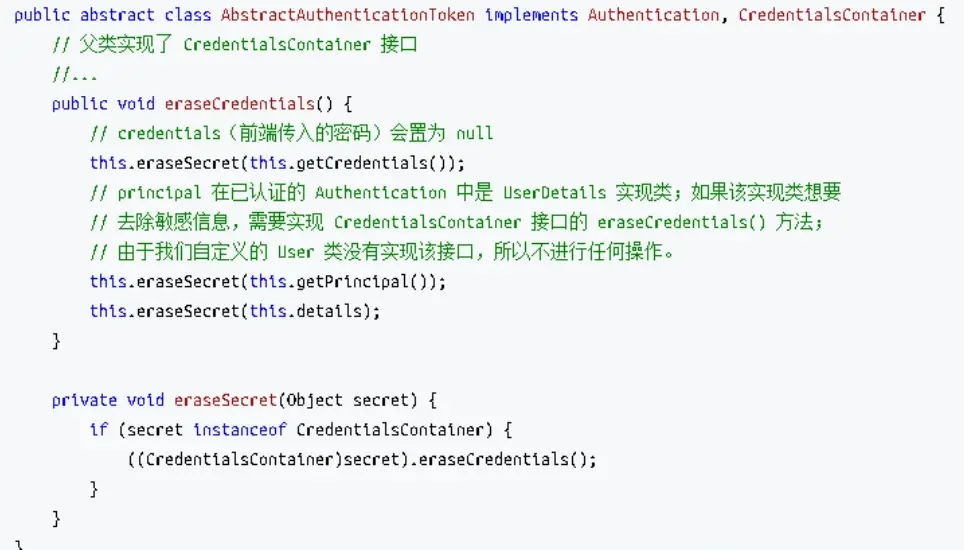 public abstract class AbstractAuthenticationToken implements Authentication, CredentialsContainer {
    // 父类实现了 CredentialsContainer 接口
    //...
    public void eraseCredentials() {
        // credentials（前端传入的密码）会置为 null
        this.eraseSecret(this.getCredentials());
        // principal 在已认证的 Authentication 中是 UserDetails 实现类；如果该实现类想要
        // 去除敏感信息，需要实现 CredentialsContainer 接口的 eraseCredentials() 方法；
        // 由于我们自定义的 User 类没有实现该接口，所以不进行任何操作。
        this.eraseSecret(this.getPrincipal());
        this.eraseSecret(this.details);
    }

    private void eraseSecret(Object secret) {
        if (secret instanceof CredentialsContainer) {
            ((CredentialsContainer)secret).eraseCredentials();
        }
    }
}